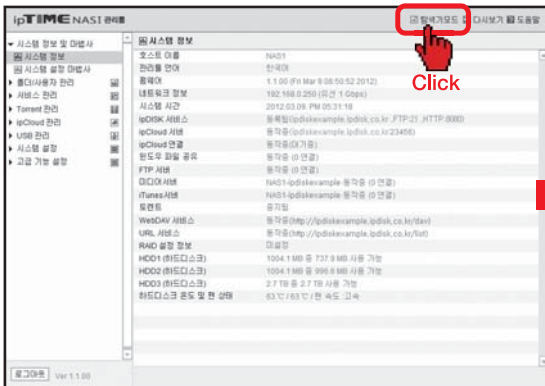 ipTIME NAS1 관리툴
탐색기모드 다시보기 도움말
Click
시스템 정보 및 마법사
시스템 정보
시스템 설정 마법사
폴더/사용자 관리
서비스 관리
Torrent 관리
ipCloud 관리
USB 관리
시스템 설정
고급 기능 설정
시스템 정보
호스트 이름 NAS1
관리툴 언어 한국어
펌웨어 1.1.00 (Fri Mar 9 08:50:52 2012)
네트워크 정보 192.168.0.250 (유선 1 Gbps)
시스템 시간 2012.03.09. PM 05:31:18
ipDISK 서비스 등록됨(ipdiskexample.ipdisk.co.kr ,FTP:21 ,HTTP:8080)
ipCloud 서버 동작중(ipdiskexample.ipdisk.co.kr:23456)
ipCloud 연결 동작중(대기중)
윈도우 파일 공유 동작중 (0 연결)
FTP 서버 동작중 (0 연결)
미디어서버 NAS1-ipdiskexample-동작중 (0 연결)
iTunes서버 NAS1-ipdiskexample-동작중 (0 연결)
토렌트 중지됨
WebDAV 서비스 동작중(http://ipdiskexample.ipdisk.co.kr/dav)
URL 서비스 동작중(http://ipdiskexample.ipdisk.co.kr/list)
RAID 설정 정보 미설정
HDD1 (하드디스크) 1004.1 MB 중 737.9 MB 사용 가능
HDD2 (하드디스크) 1004.1 MB 중 996.8 MB 사용 가능
HDD3 (하드디스크) 2.7 TB 중 2.7 TB 사용 가능
하드디스크 온도 및 팬 상태 63 ℃ / 63 ℃ / 팬 속도 : 고속
로그아웃 Ver 1.1.00